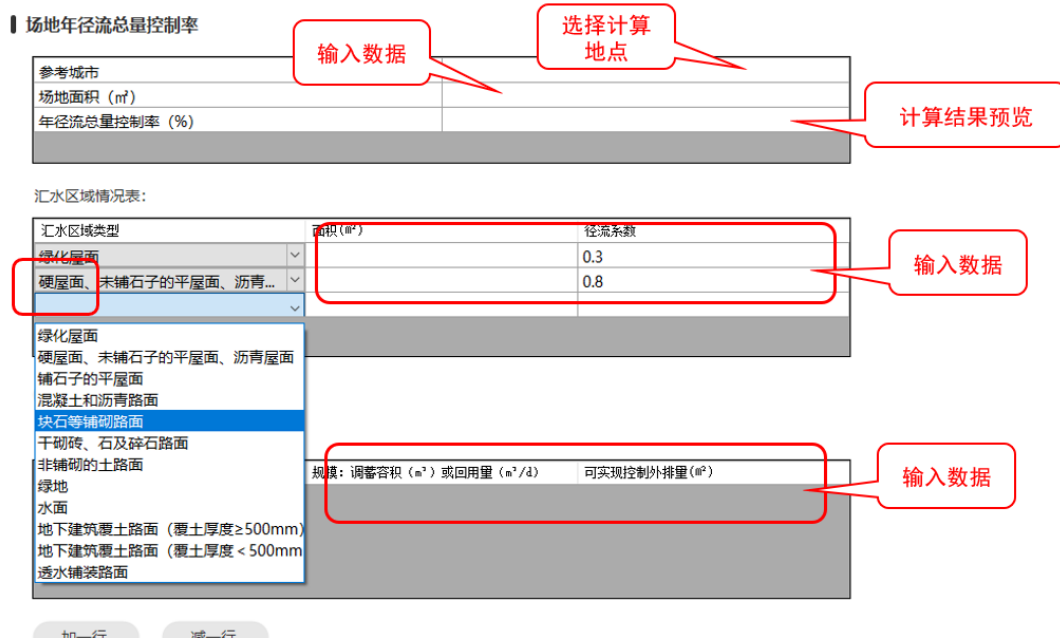 场地年径流总量控制率
输入数据
选择计算
地点
参考城市
场地面积（㎡）
年径流总量控制率（%）
计算结果预览
汇水区域情况表：
汇水区域类型 面积(㎡) 径流系数
绿化屋面 0.3
硬屋面、未铺石子的平屋面、沥青... 0.8
输入数据
绿化屋面
硬屋面、未铺石子的平屋面、沥青屋面
铺石子的平屋面
混凝土和沥青路面
块石等铺砌路面
干砌砖、石及碎石路面
非铺砌的土路面
绿地
水面
地下建筑覆土路面（覆土厚度≥500mm）
地下建筑覆土路面（覆土厚度＜500mm
透水铺装路面
规模：调蓄容积（m³）或回用量（m³/d） 可实现控制外排量(㎡)
输入数据
加一行 减一行